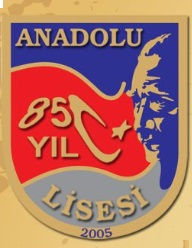 ANADOLU
85.
YIL
LİSESİ
2005